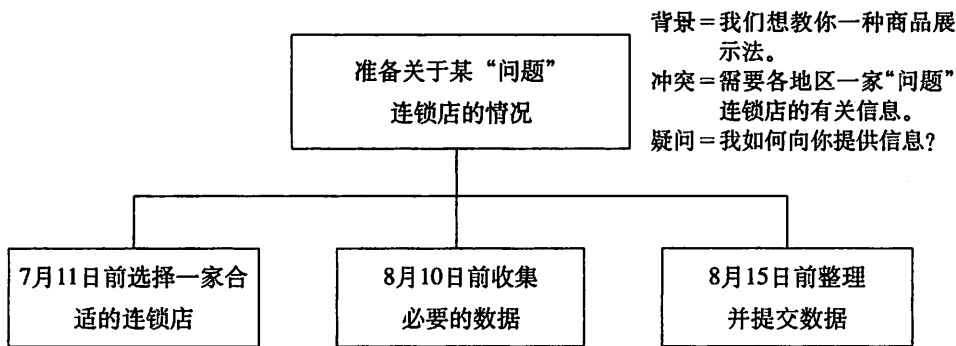 背景=我们想教你一种商品展
示法。
冲突=需要各地区一家“问题”
连锁店的有关信息。
疑问=我如何向你提供信息?
准备关于某“问题”
连锁店的情况
7月11日前选择一家合
适的连锁店
8月10日前收集
必要的数据
8月15日前整理
并提交数据